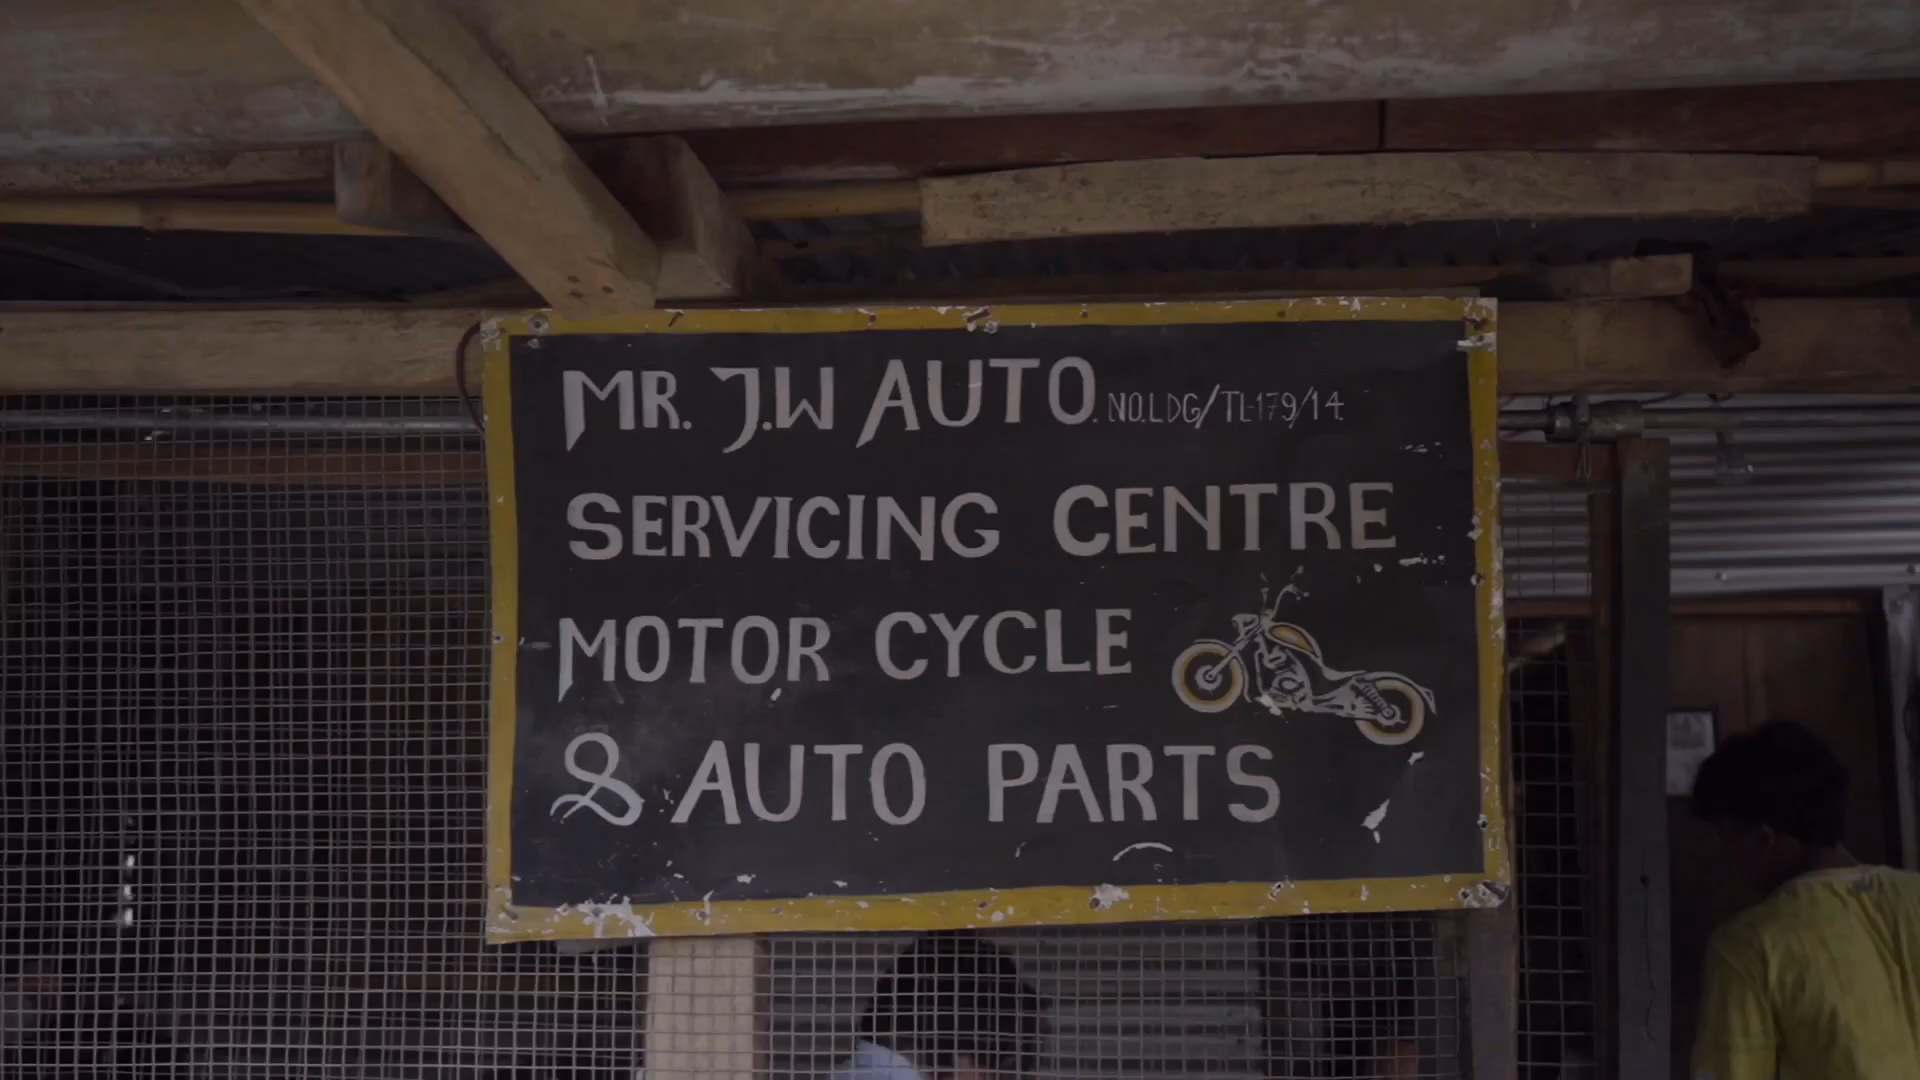 MR. J.W AUTO. NO.LDG/TL-179/14.
SERVICING CENTRE
MOTOR CYCLE
& AUTO PARTS